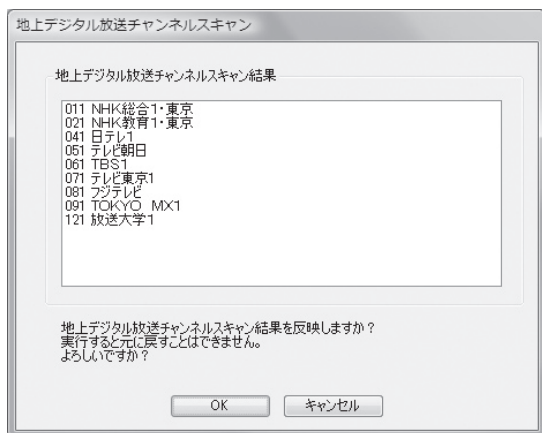 地上デジタル放送チャンネルスキャン
地上デジタル放送チャンネルスキャン結果
011 NHK総合1・東京
021 NHK教育1・東京
041 日テレ1
051 テレビ朝日
061 TBS1
071 テレビ東京1
081 フジテレビ
091 TOKYO　MX1
121 放送大学1
地上デジタル放送チャンネルスキャン結果を反映しますか？
実行すると元に戻すことはできません。
よろしいですか？
OK
キャンセル